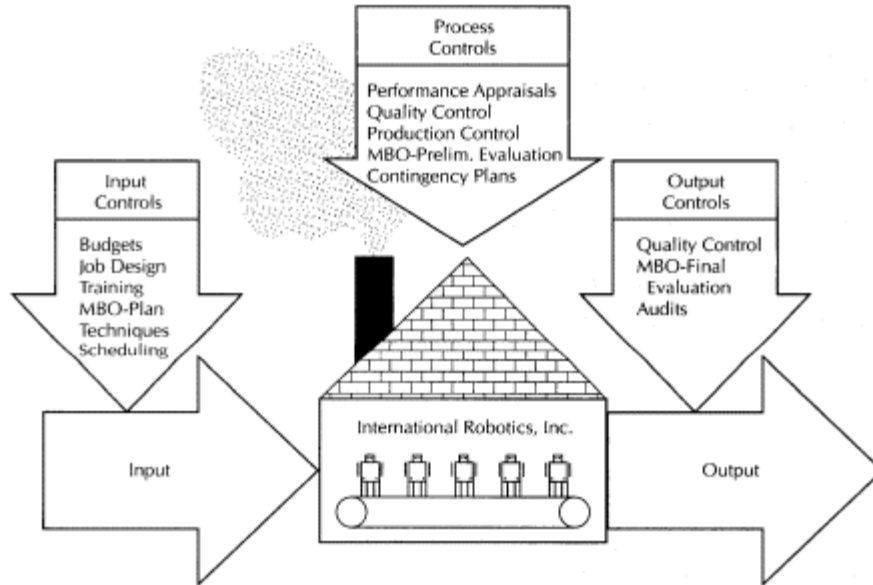 Process
Controls
Performance Appraisals
Quality Control
Production Control
MBO-Prelim. Evaluation
Contingency Plans
Input
Controls
Budgets
Job Design
Training
MBO-Plan
Techniques
Scheduling
Output
Controls
Quality Control
MBO-Final
Evaluation
Audits
International Robotics, Inc.
Input
Output